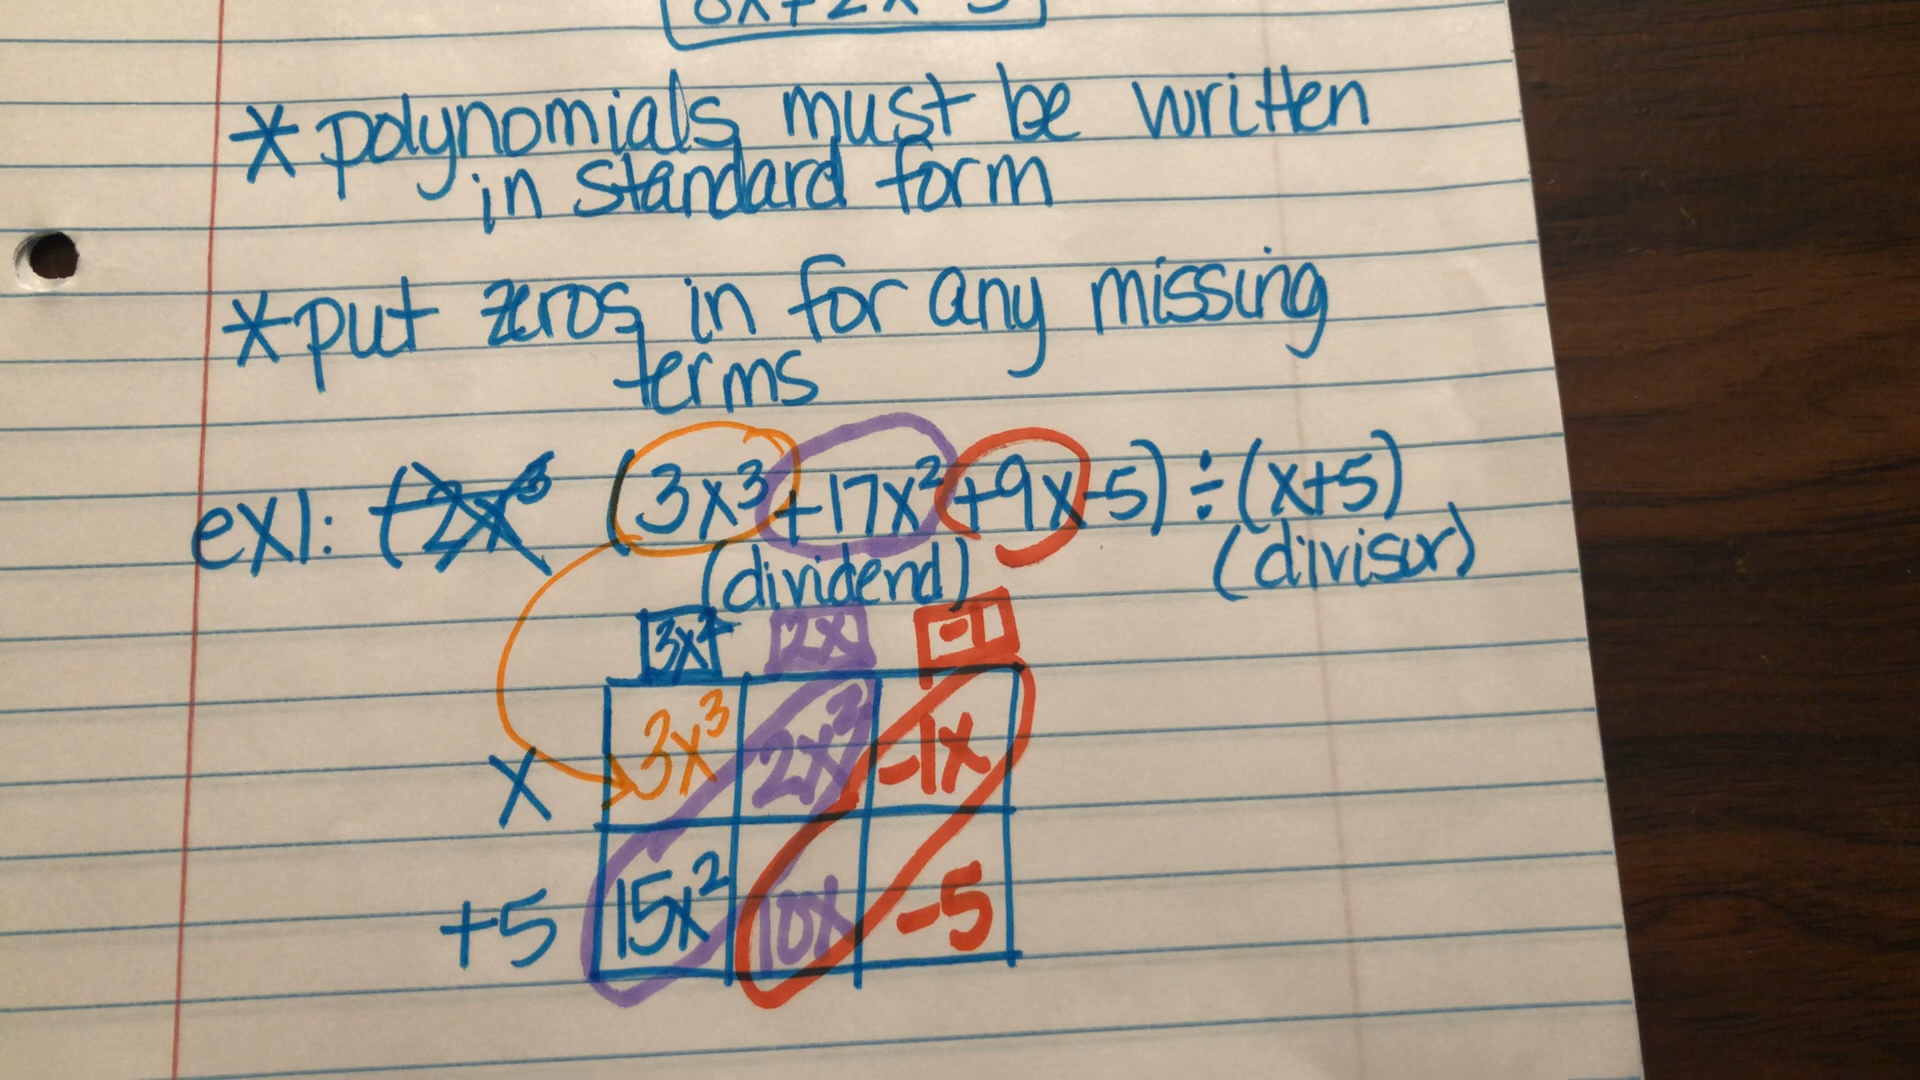 * polynomials must be written
in standard form
* put zeros in for any missing
terms
ex1: (3x³+17x²+9x-5) ÷ (x+5)
(dividend) (divisor)
3x² 2x -1
x 3x³ 2x² -1x
+5 15x² 10x -5